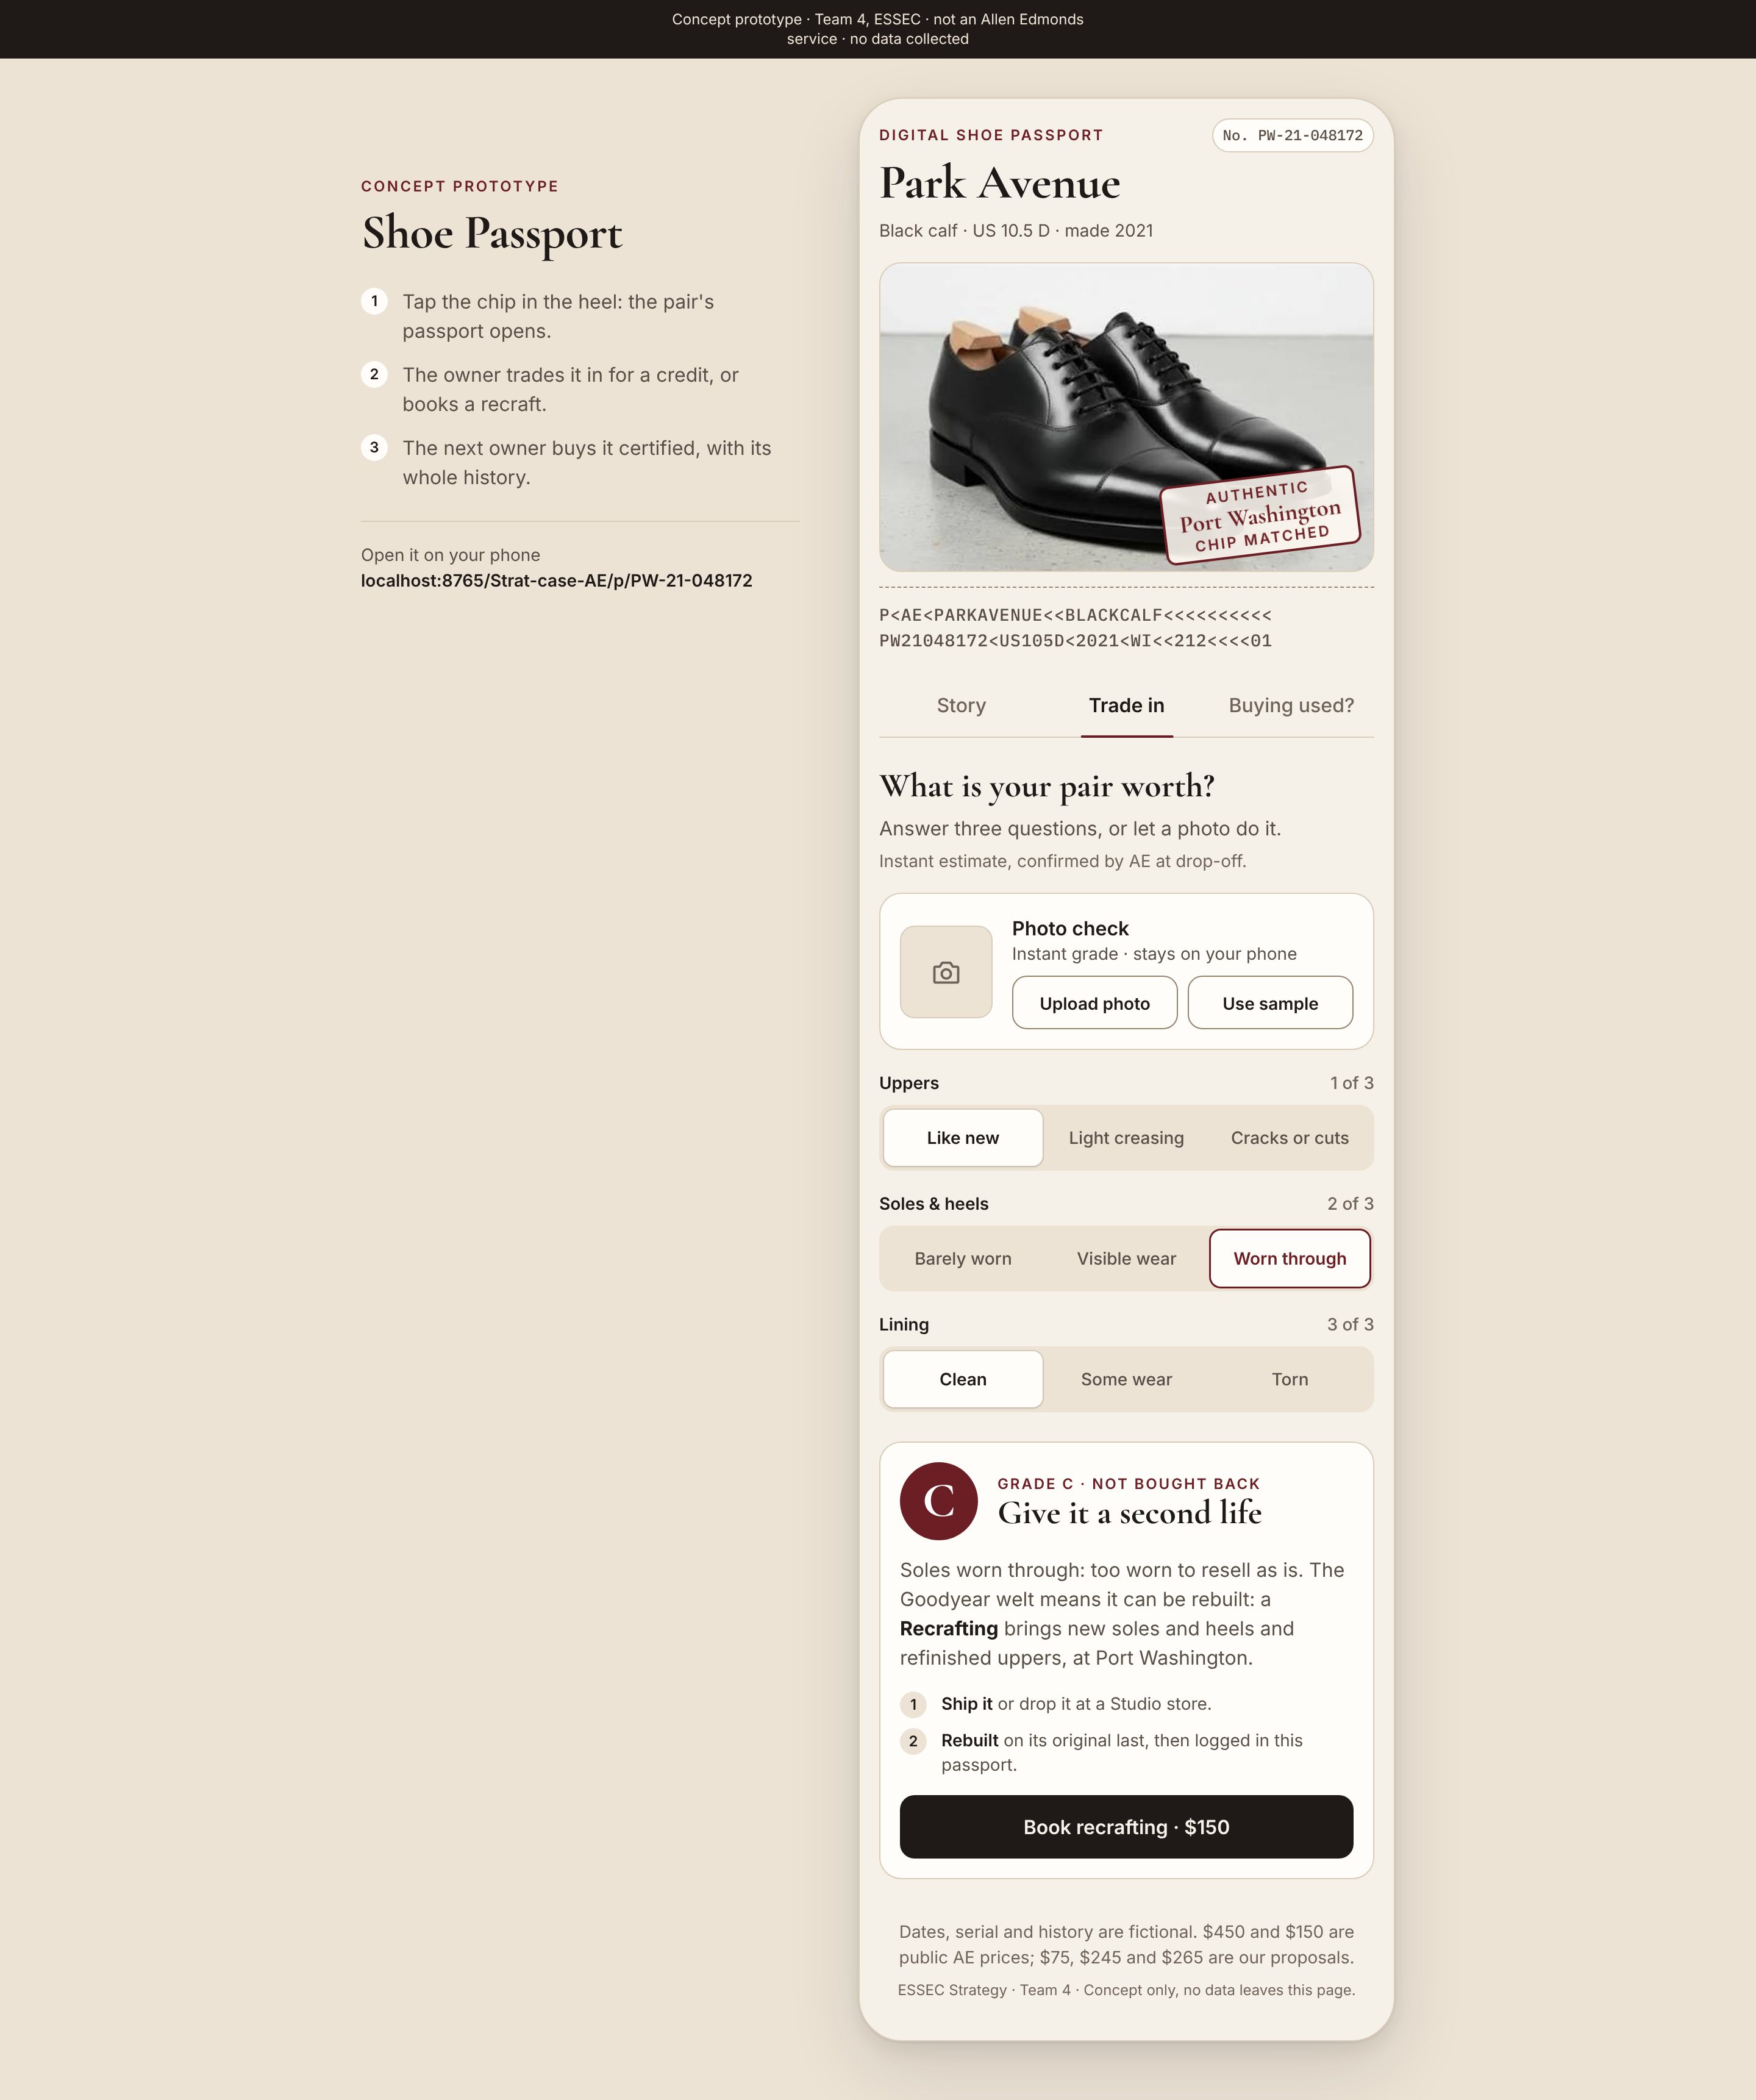 Concept prototype · Team 4, ESSEC · not an Allen Edmonds
service · no data collected
CONCEPT PROTOTYPE
Shoe Passport
1 Tap the chip in the heel: the pair's
passport opens.
2 The owner trades it in for a credit, or
books a recraft.
3 The next owner buys it certified, with its
whole history.
Open it on your phone
localhost:8765/Strat-case-AE/p/PW-21-048172
DIGITAL SHOE PASSPORT
No. PW-21-048172
Park Avenue
Black calf · US 10.5 D · made 2021
AUTHENTIC
Port Washington
CHIP MATCHED
P<AE<PARKAVENUE<<BLACKCALF<<<<<<<<<<
PW21048172<US105D<2021<WI<<212<<<<01
Story Trade in Buying used?
What is your pair worth?
Answer three questions, or let a photo do it.
Instant estimate, confirmed by AE at drop-off.
Photo check
Instant grade · stays on your phone
Upload photo Use sample
Uppers 1 of 3
Like new Light creasing Cracks or cuts
Soles & heels 2 of 3
Barely worn Visible wear Worn through
Lining 3 of 3
Clean Some wear Torn
C
GRADE C · NOT BOUGHT BACK
Give it a second life
Soles worn through: too worn to resell as is. The
Goodyear welt means it can be rebuilt: a
Recrafting brings new soles and heels and
refinished uppers, at Port Washington.
1 Ship it or drop it at a Studio store.
2 Rebuilt on its original last, then logged in this
passport.
Book recrafting · $150
Dates, serial and history are fictional. $450 and $150 are
public AE prices; $75, $245 and $265 are our proposals.
ESSEC Strategy · Team 4 · Concept only, no data leaves this page.